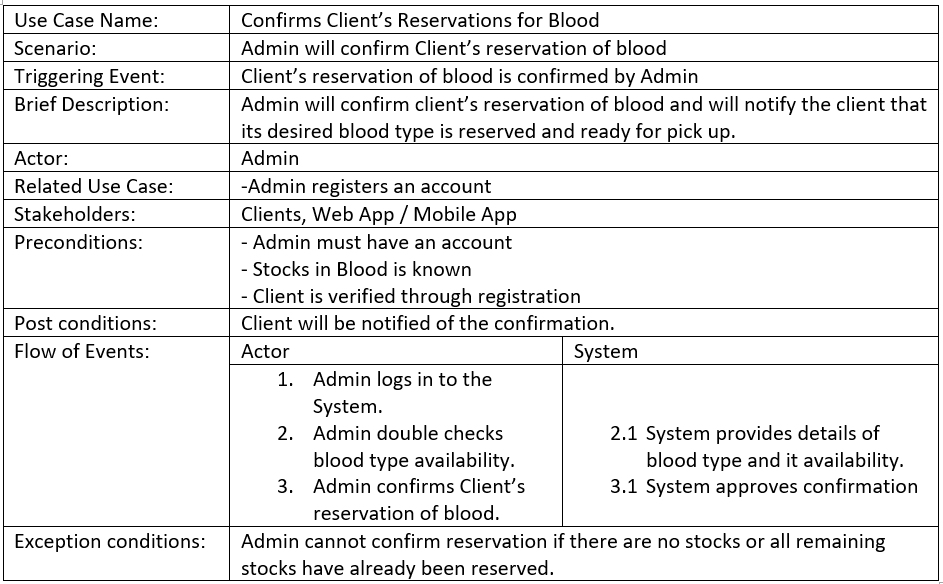 Use Case Name: Confirms Client's Reservations for Blood
Scenario: Admin will confirm Client's reservation of blood
Triggering Event: Client's reservation of blood is confirmed by Admin
Brief Description: Admin will confirm client's reservation of blood and will notify the client that
its desired blood type is reserved and ready for pick up.
Actor: Admin
Related Use Case: -Admin registers an account
Stakeholders: Clients, Web App / Mobile App
Preconditions: - Admin must have an account
- Stocks in Blood is known
- Client is verified through registration
Post conditions: Client will be notified of the confirmation.
Flow of Events: Actor System
1. Admin logs in to the
System.
2. Admin double checks 2.1 System provides details of
blood type availability. blood type and it availability.
3. Admin confirms Client's 3.1 System approves confirmation
reservation of blood.
Exception conditions: Admin cannot confirm reservation if there are no stocks or all remaining
stocks have already been reserved.